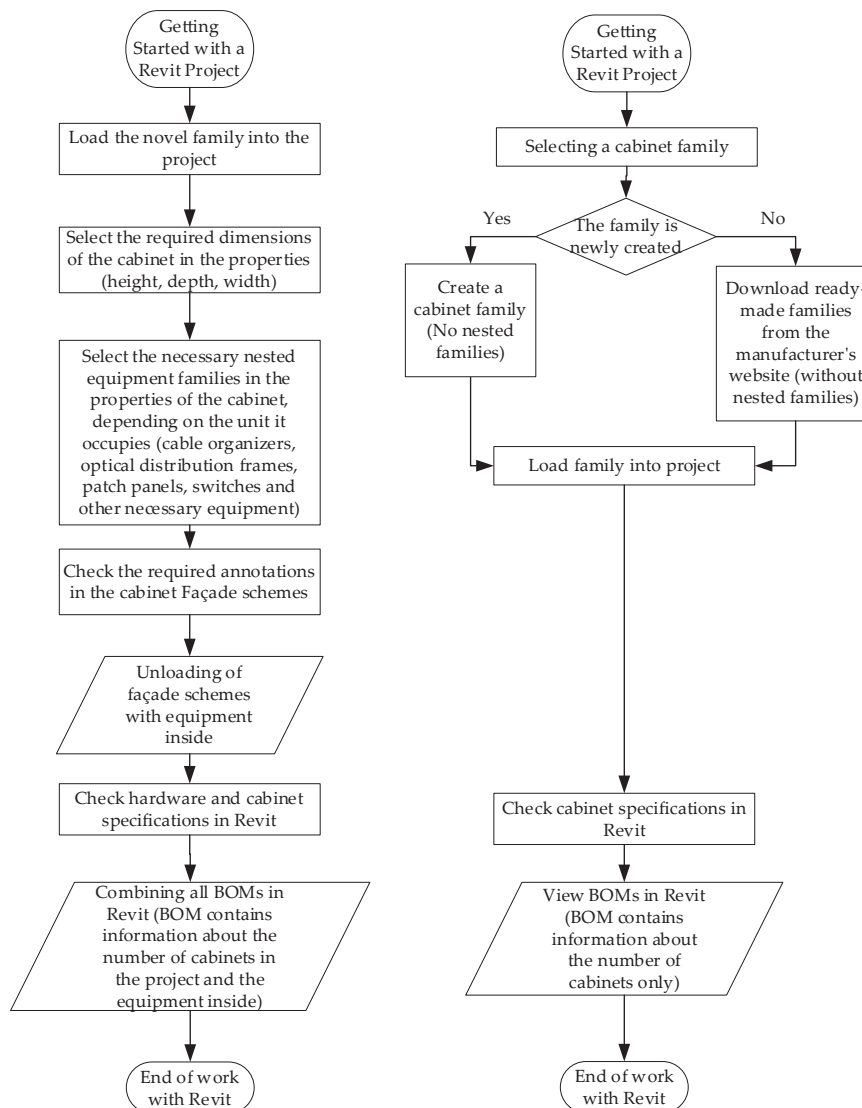 Getting
Started with a
Revit Project
Load the novel family into the
project
Select the required dimensions
of the cabinet in the properties
(height, depth, width)
Select the necessary nested
equipment families in the
properties of the cabinet,
depending on the unit it
occupies (cable organizers,
optical distribution frames,
patch panels, switches and
other necessary equipment)
Check the required annotations
in the cabinet Façade schemes
Unloading of
façade schemes
with equipment
inside
Check hardware and cabinet
specifications in Revit
Combining all BOMs in
Revit (BOM contains
information about the
number of cabinets in
the project and the
equipment inside)
End of work
with Revit
Getting
Started with a
Revit Project
Selecting a cabinet family
The family is
newly created
Yes
No
Create a
cabinet family
(No nested
families)
Download ready-
made families
from the
manufacturer's
website (without
nested families)
Load family into project
Check cabinet specifications in
Revit
View BOMs in Revit
(BOM contains
information about
the number of
cabinets only)
End of work
with Revit